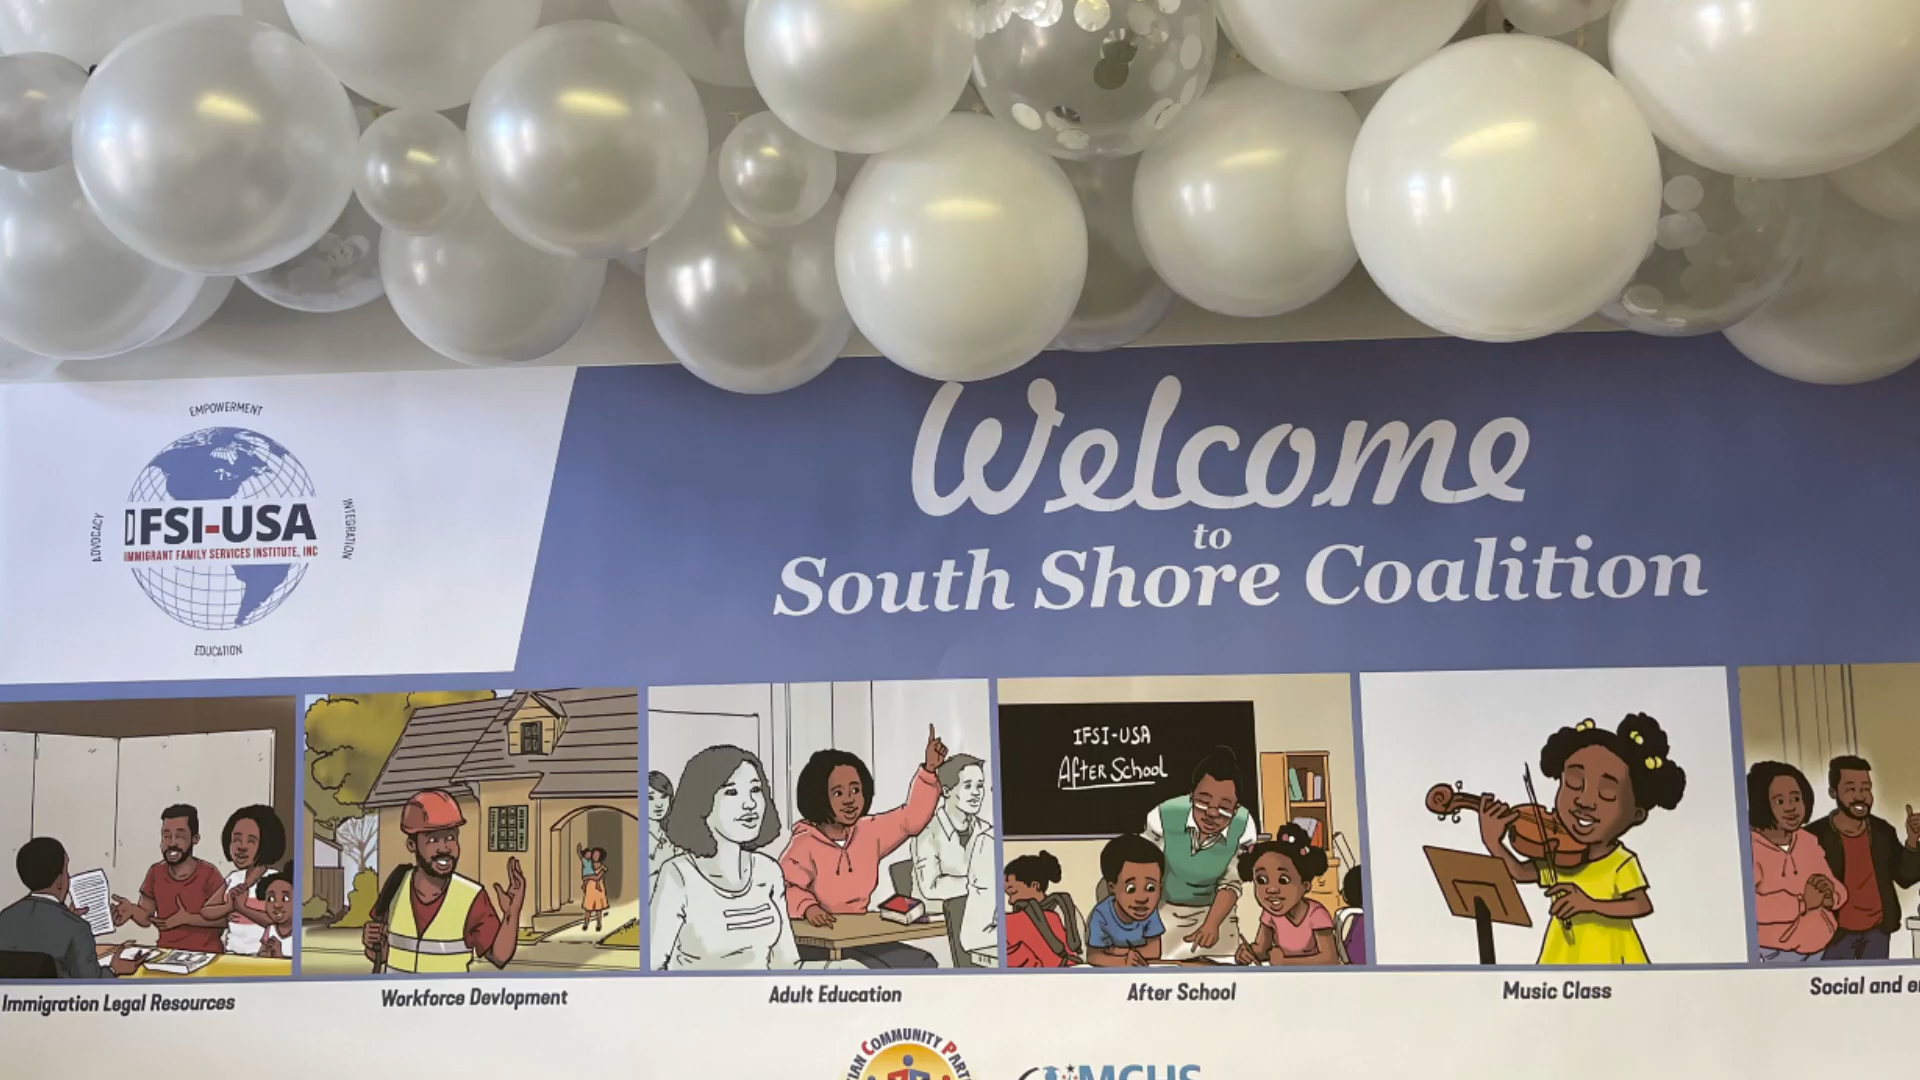 EMPOWERMENT
ADVOCACY
INTEGRATION
IFSI-USA
IMMIGRANT FAMILY SERVICES INSTITUTE, INC
EDUCATION
Welcome
to
South Shore Coalition
IFSI-USA
After School
Immigration Legal Resources
Workforce Devlopment
Adult Education
After School
Music Class
Social and
COMMUNITY